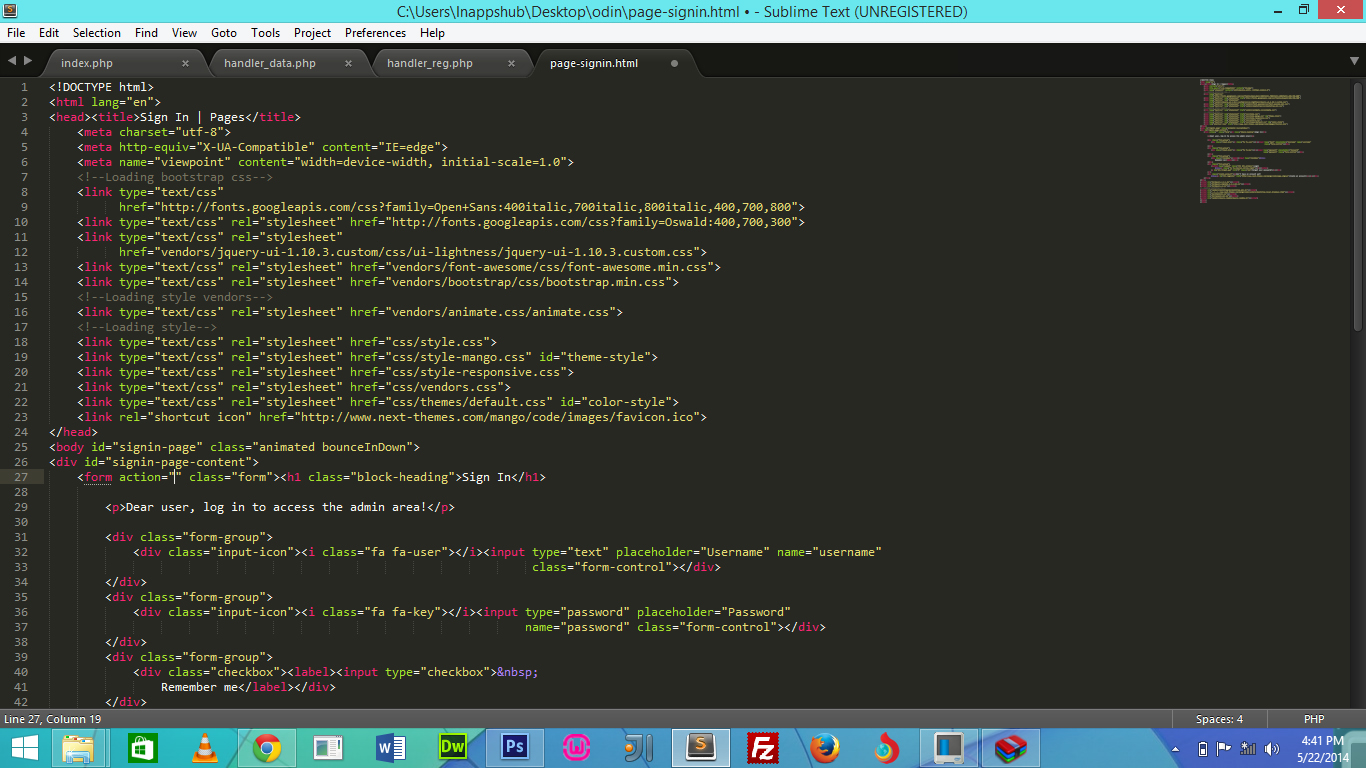 C:\Users\Inappshub\Desktop\odin\page-signin.html • - Sublime Text (UNREGISTERED)
File Edit Selection Find View Goto Tools Project Preferences Help
index.php × handler_data.php × handler_reg.php × page-signin.html
1 <!DOCTYPE html>
2 <html lang="en">
3 <head><title>Sign In | Pages</title>
4 <meta charset="utf-8">
5 <meta http-equiv="X-UA-Compatible" content="IE=edge">
6 <meta name="viewport" content="width=device-width, initial-scale=1.0">
7 <!--Loading bootstrap css-->
8 <link type="text/css"
9 href="http://fonts.googleapis.com/css?family=Open+Sans:400italic,700italic,800italic,400,700,800">
10 <link type="text/css" rel="stylesheet" href="http://fonts.googleapis.com/css?family=Oswald:400,700,300">
11 <link type="text/css" rel="stylesheet"
12 href="vendors/jquery-ui-1.10.3.custom/css/ui-lightness/jquery-ui-1.10.3.custom.css">
13 <link type="text/css" rel="stylesheet" href="vendors/font-awesome/css/font-awesome.min.css">
14 <link type="text/css" rel="stylesheet" href="vendors/bootstrap/css/bootstrap.min.css">
15 <!--Loading style vendors-->
16 <link type="text/css" rel="stylesheet" href="vendors/animate.css/animate.css">
17 <!--Loading style-->
18 <link type="text/css" rel="stylesheet" href="css/style.css">
19 <link type="text/css" rel="stylesheet" href="css/style-mango.css" id="theme-style">
20 <link type="text/css" rel="stylesheet" href="css/style-responsive.css">
21 <link type="text/css" rel="stylesheet" href="css/vendors.css">
22 <link type="text/css" rel="stylesheet" href="css/themes/default.css" id="color-style">
23 <link rel="shortcut icon" href="http://www.next-themes.com/mango/code/images/favicon.ico">
24 </head>
25 <body id="signin-page" class="animated bounceInDown">
26 <div id="signin-page-content">
27 <form action="" class="form"><h1 class="block-heading">Sign In</h1>
28
29 <p>Dear user, log in to access the admin area!</p>
30
31 <div class="form-group">
32 <div class="input-icon"><i class="fa fa-user"></i><input type="text" placeholder="Username" name="username"
33 class="form-control"></div>
34 </div>
35 <div class="form-group">
36 <div class="input-icon"><i class="fa fa-key"></i><input type="password" placeholder="Password"
37 name="password" class="form-control"></div>
38 </div>
39 <div class="form-group">
40 <div class="checkbox"><label><input type="checkbox">&nbsp;
41 Remember me</label></div>
42 </div>
Line 27, Column 19 Spaces: 4 PHP
W Dw Ps S Fz
4:41 PM
5/22/2014